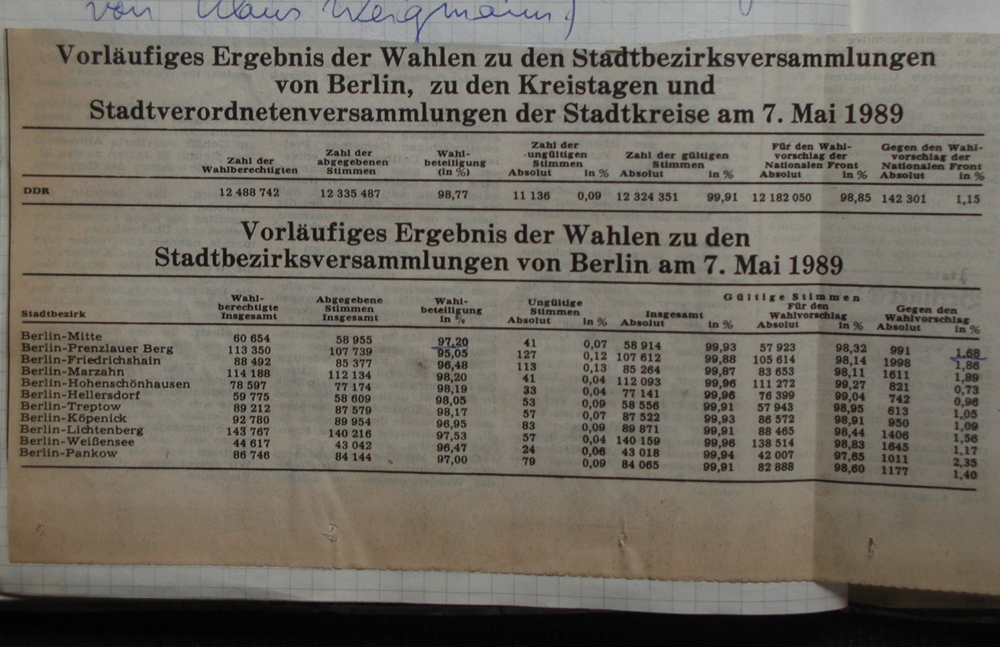 von Klaus Weigmann)
Vorläufiges Ergebnis der Wahlen zu den Stadtbezirksversammlungen
von Berlin, zu den Kreistagen und
Stadtverordnetenversammlungen der Stadtkreise am 7. Mai 1989
Zahl der Wahlberechtigten
Zahl der abgegebenen Stimmen
Wahl-
beteiligung
(in %)
Zahl der ungültigen Stimmen
Absolut in %
Zahl der gültigen Stimmen
Absolut in %
Für den Wahl-
vorschlag der
Nationalen Front
Absolut in %
Gegen den Wahl-
vorschlag der
Nationalen Front
Absolut in %
DDR 12 488 742 12 335 487 98,77 11 136 0,09 12 324 351 99,91 12 182 050 98,85 142 301 1,15
Vorläufiges Ergebnis der Wahlen zu den
Stadtbezirksversammlungen von Berlin am 7. Mai 1989
Stadtbezirk
Wahl-
berechtigte
Insgesamt
Abgegebene
Stimmen
Insgesamt
Wahl-
beteiligung
in %
Ungültige
Stimmen
Absolut in %
Gültige Stimmen
Insgesamt
Absolut in %
Für den
Wahlvorschlag
Absolut in %
Gegen den
Wahlvorschlag
Absolut in %
Berlin-Mitte 60 654 58 955 97,20 41 0,07 58 914 99,93 57 923 98,32 991 1,68
Berlin-Prenzlauer Berg 113 350 107 739 95,05 127 0,12 107 612 99,88 105 614 98,14 1998 1,86
Berlin-Friedrichshain 88 492 85 377 96,48 113 0,13 85 264 99,87 83 653 98,11 1611 1,89
Berlin-Marzahn 114 188 112 134 98,20 41 0,04 112 093 99,96 111 272 99,27 821 0,73
Berlin-Hohenschönhausen 78 597 77 174 98,19 33 0,04 77 141 99,96 76 399 99,04 742 0,96
Berlin-Hellersdorf 59 775 58 609 98,05 53 0,09 58 556 99,91 57 943 98,95 613 1,05
Berlin-Treptow 89 212 87 579 98,17 57 0,07 87 522 99,93 86 572 98,91 950 1,09
Berlin-Köpenick 92 780 89 954 96,95 83 0,09 89 871 99,91 88 465 98,44 1406 1,56
Berlin-Lichtenberg 143 767 140 216 97,53 57 0,04 140 159 99,96 138 514 98,83 1645 1,17
Berlin-Weißensee 44 617 43 042 96,47 24 0,06 43 018 99,94 42 007 97,65 1011 2,35
Berlin-Pankow 86 746 84 144 97,00 79 0,09 84 065 99,91 82 888 98,60 1177 1,40